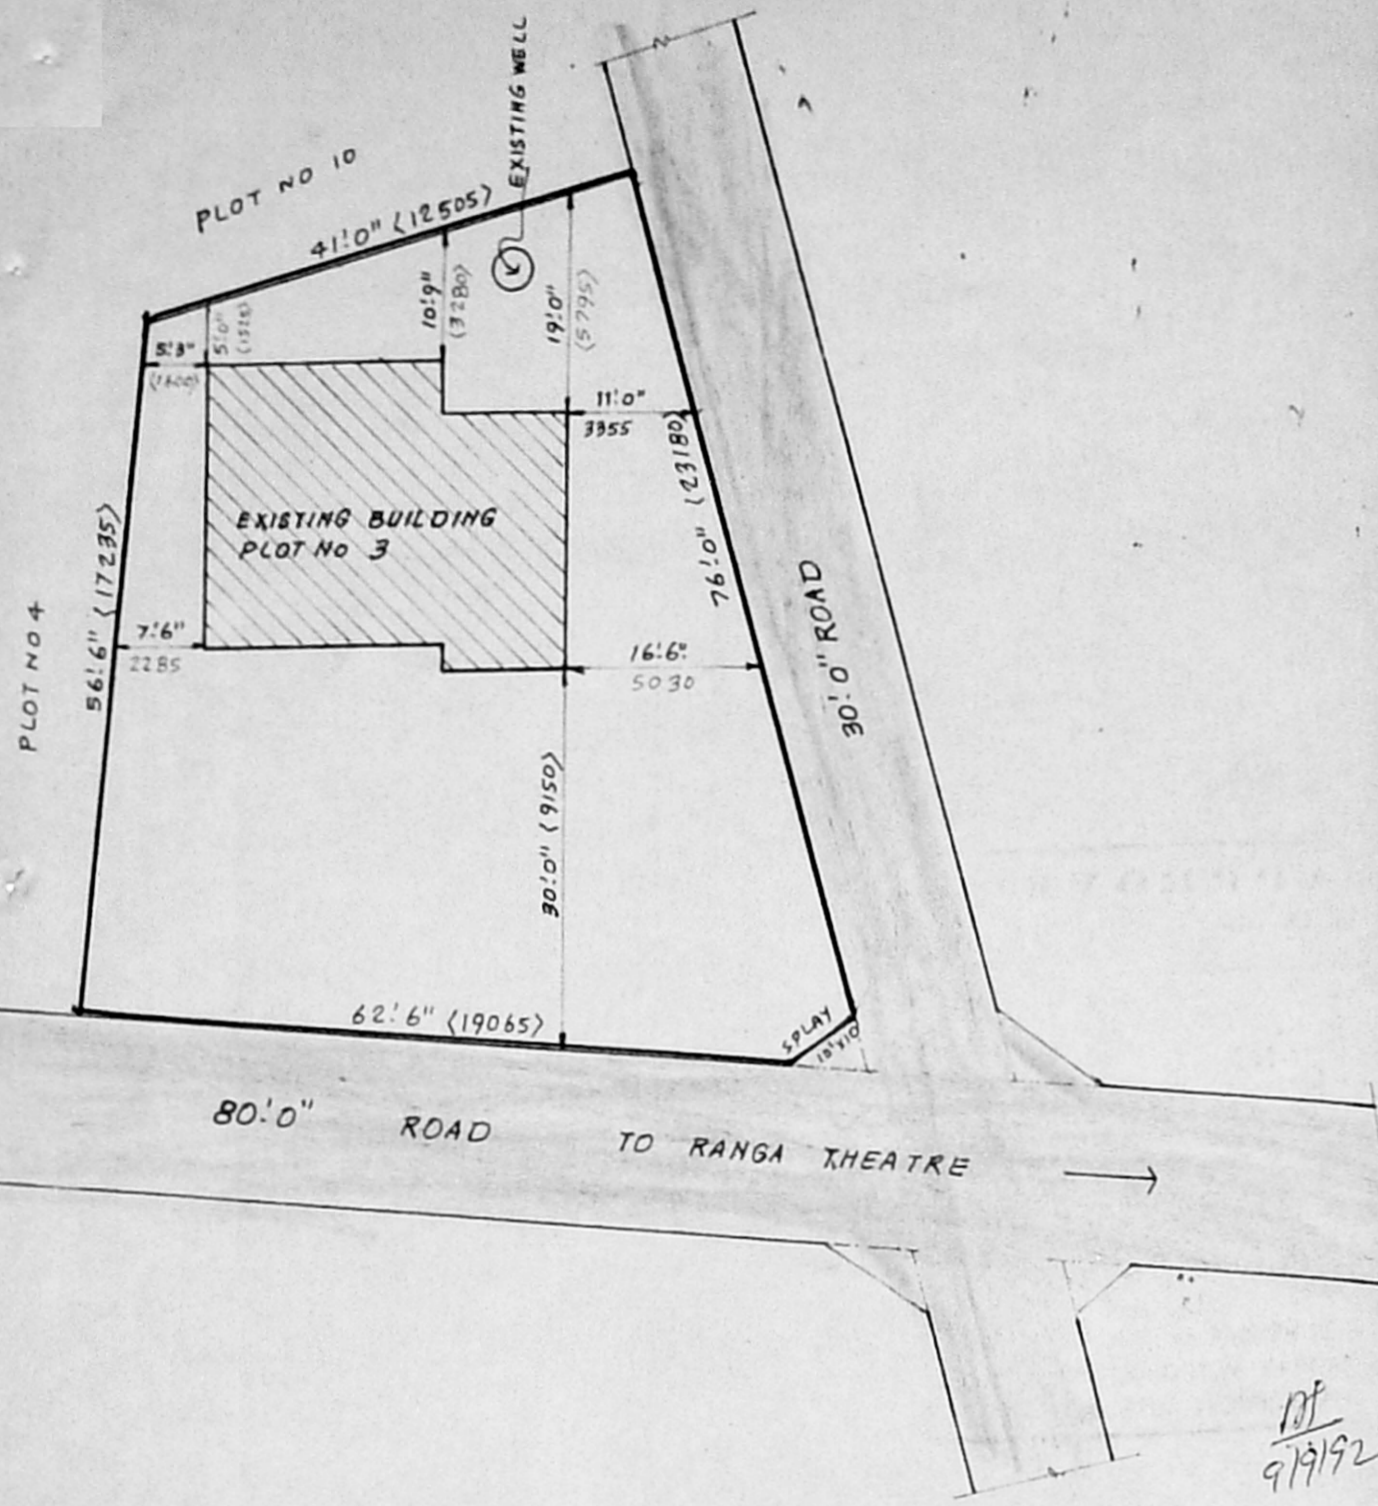 EXISTING WELL
PLOT NO 10
41'0" (12505)
10'9"
(3280)
19'0"
(5795)
5'0"
5'3"
(1600)
11'0"
3355
EXISTING BUILDING
PLOT NO 3
76'0" (23180)
56'6" (17235)
PLOT NO 4
7'6"
2285
16'6"
5030
30'0" ROAD
30'0" (9150)
62'6" (19065)
SPLAY
10'X10
80'0" ROAD TO RANGA THEATRE
9/9/92